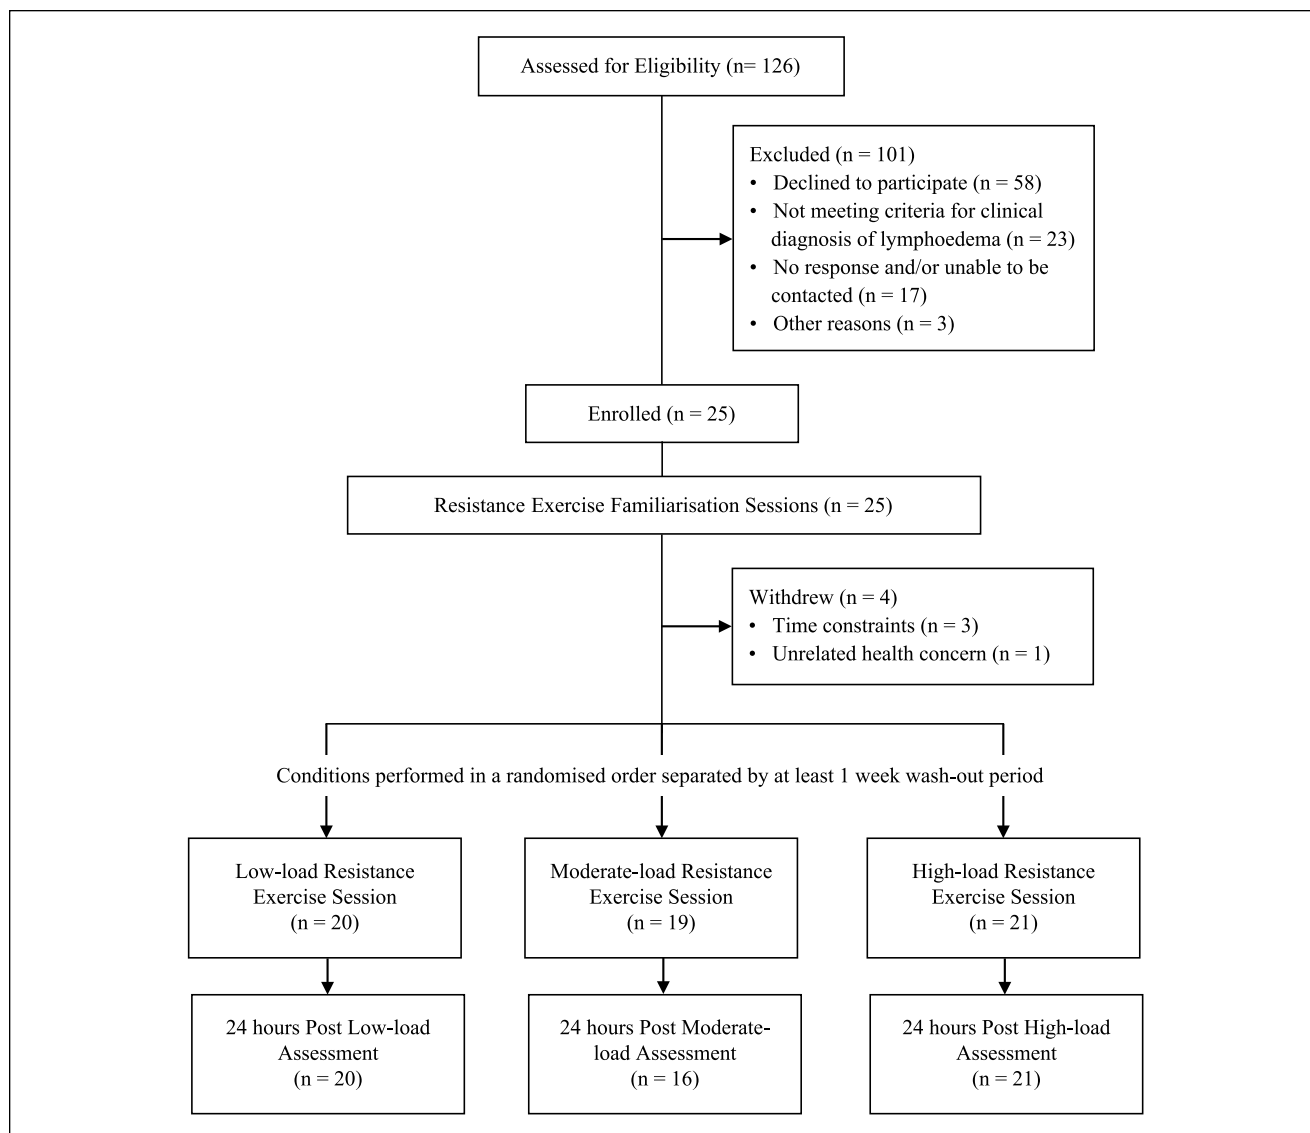 Assessed for Eligibility (n= 126)
Excluded (n = 101)
• Declined to participate (n = 58)
• Not meeting criteria for clinical
diagnosis of lymphoedema (n = 23)
• No response and/or unable to be
contacted (n = 17)
• Other reasons (n = 3)
Enrolled (n = 25)
Resistance Exercise Familiarisation Sessions (n = 25)
Withdrew (n = 4)
• Time constraints (n = 3)
• Unrelated health concern (n = 1)
Conditions performed in a randomised order separated by at least 1 week wash-out period
Low-load Resistance
Exercise Session
(n = 20)
Moderate-load Resistance
Exercise Session
(n = 19)
High-load Resistance
Exercise Session
(n = 21)
24 hours Post Low-load
Assessment
(n = 20)
24 hours Post Moderate-
load Assessment
(n = 16)
24 hours Post High-load
Assessment
(n = 21)